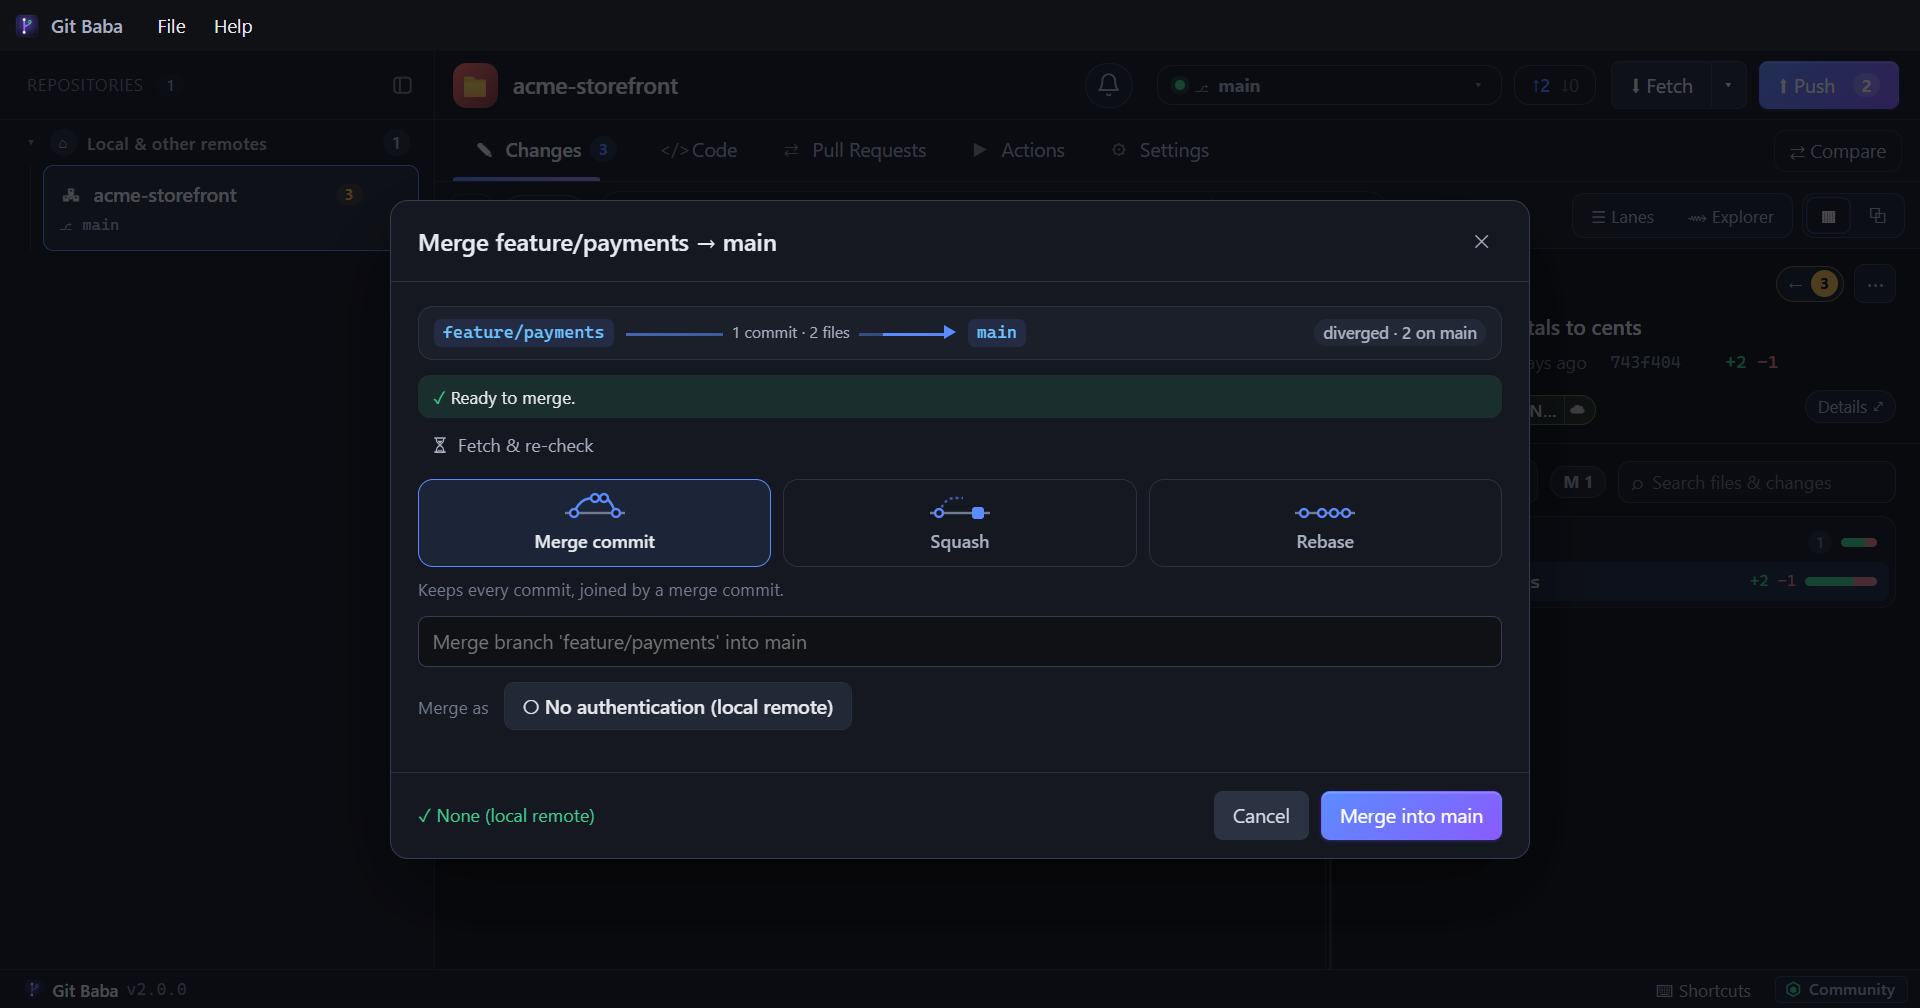 Git Baba File Help
REPOSITORIES 1
acme-storefront
main
↑2 ↓0
Fetch
Push 2
Local & other remotes 1
Changes 3
</> Code
Pull Requests
Actions
Settings
Compare
acme-storefront 3
main
Lanes
Explorer
Merge feature/payments → main
← 3
...
feature/payments
1 commit · 2 files
main
diverged · 2 on main
tals to cents
ays ago 743f404 +2 −1
✓ Ready to merge.
N...
Details
Fetch & re-check
M 1
Search files & changes
Merge commit
Squash
Rebase
1
s +2 −1
Keeps every commit, joined by a merge commit.
Merge branch 'feature/payments' into main
Merge as
No authentication (local remote)
✓ None (local remote)
Cancel
Merge into main
Git Baba v2.0.0
Shortcuts
Community